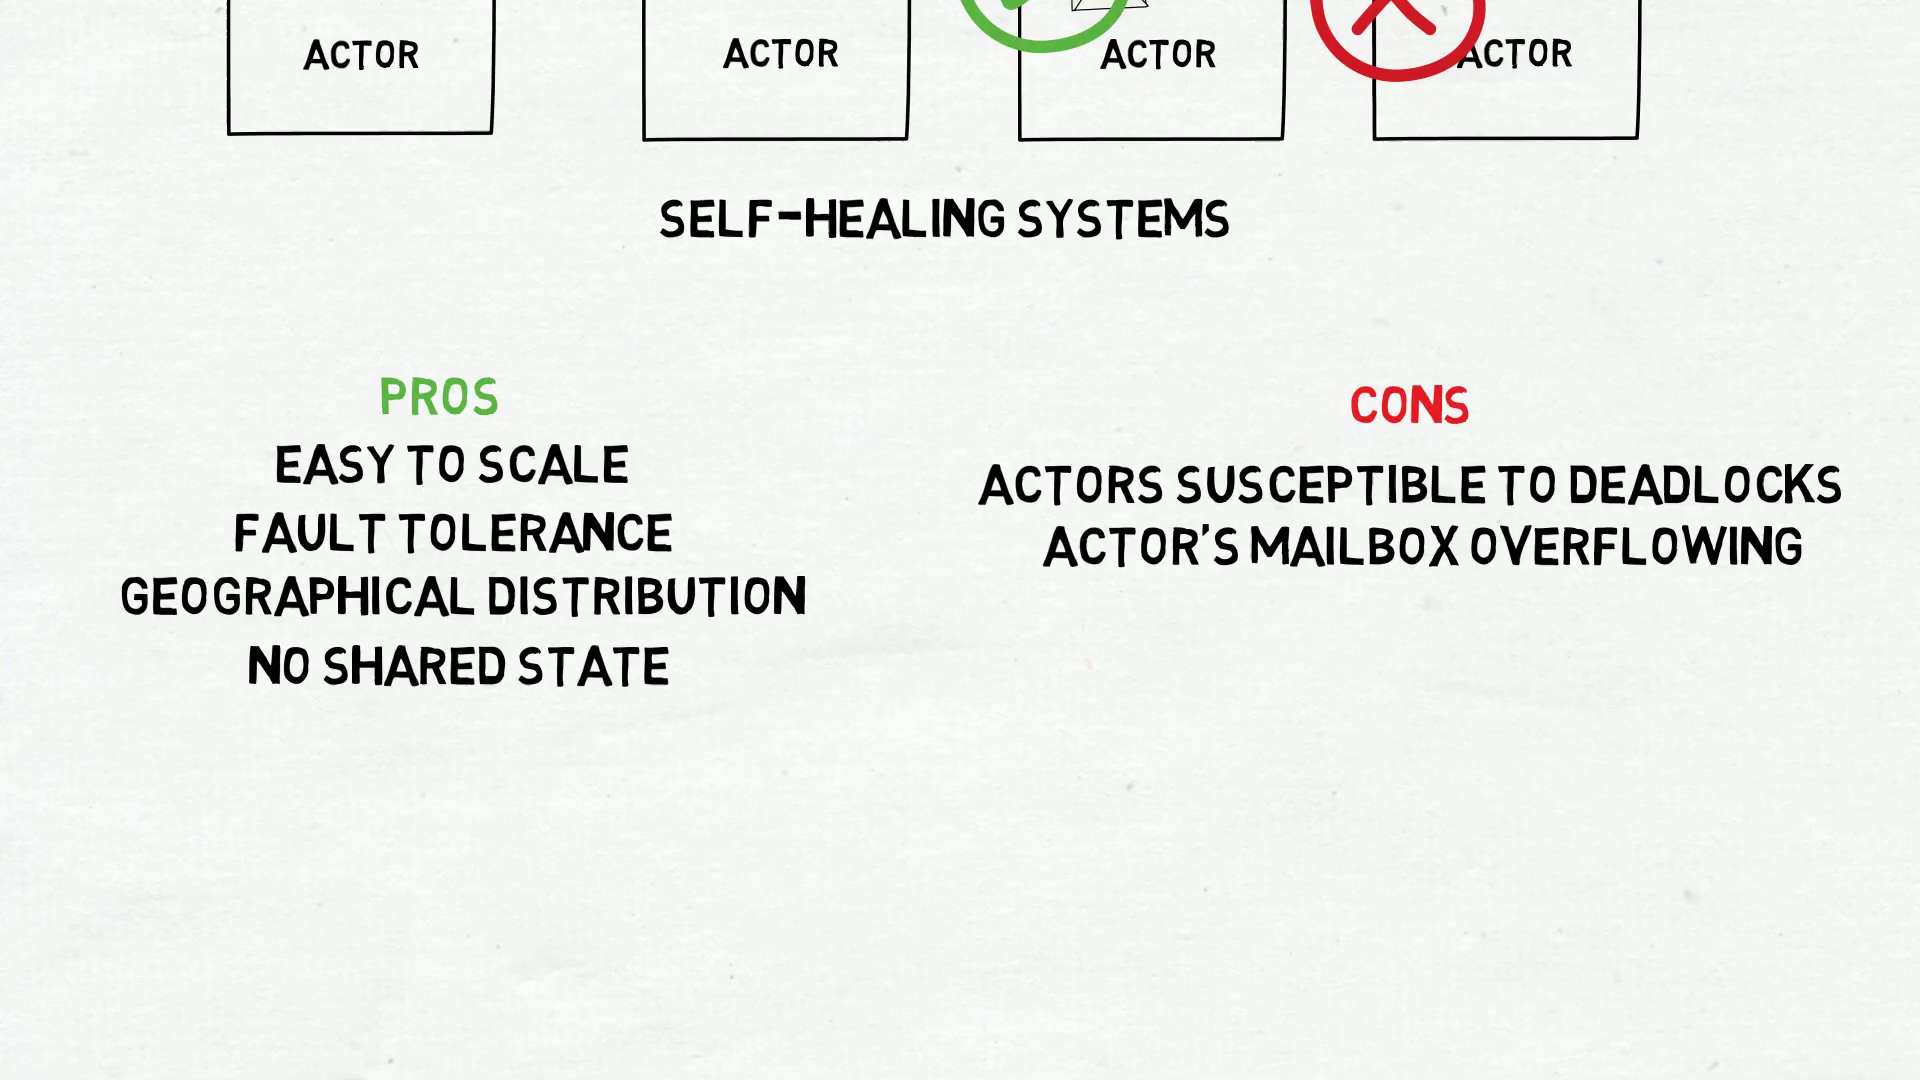 ACTOR
ACTOR
ACTOR
ACTOR
SELF-HEALING SYSTEMS
PROS
EASY TO SCALE
FAULT TOLERANCE
GEOGRAPHICAL DISTRIBUTION
NO SHARED STATE
CONS
ACTORS SUSCEPTIBLE TO DEADLOCKS
ACTOR'S MAILBOX OVERFLOWING